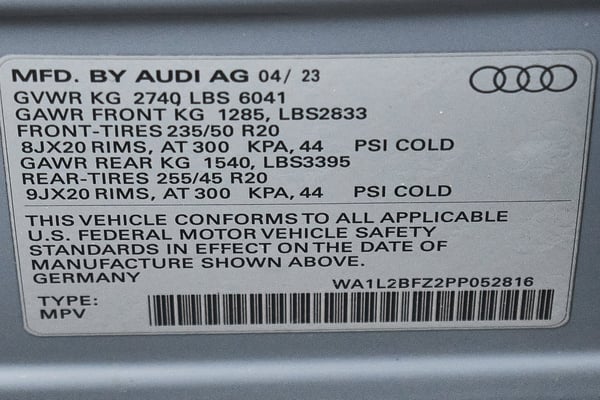 MFD. BY AUDI AG 04/ 23
GVWR KG 2740 LBS 6041
GAWR FRONT KG 1285, LBS2833
FRONT-TIRES 235/50 R20
8JX20 RIMS, AT 300 KPA, 44 PSI COLD
GAWR REAR KG 1540, LBS3395
REAR-TIRES 255/45 R20
9JX20 RIMS, AT 300 KPA, 44 PSI COLD
THIS VEHICLE CONFORMS TO ALL APPLICABLE
U.S. FEDERAL MOTOR VEHICLE SAFETY
STANDARDS IN EFFECT ON THE DATE OF
MANUFACTURE SHOWN ABOVE.
GERMANY
WA1L2BFZ2PP052816
TYPE:
MPV